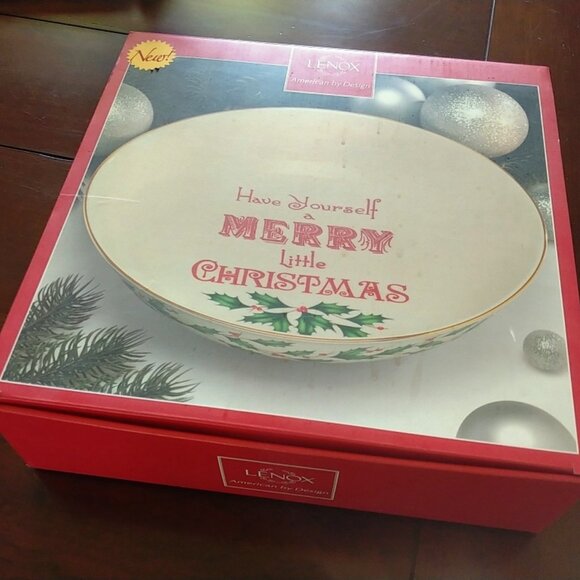 New!
LENOX
American by Design
Have Yourself
a
MERRY
Little
CHRISTMAS
LENOX
American by Design